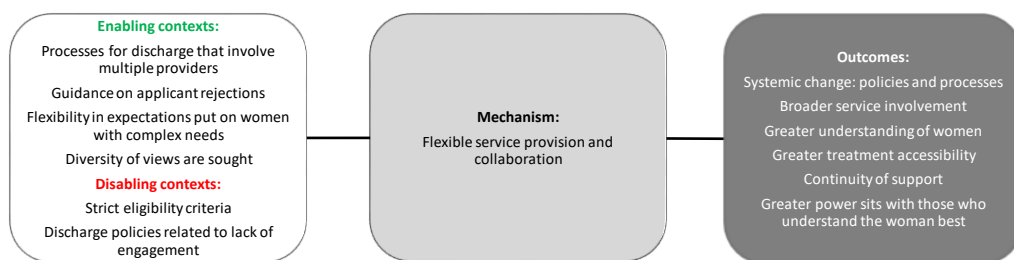 Enabling contexts:
Processes for discharge that involve
multiple providers
Guidance on applicant rejections
Flexibility in expectations put on women
with complex needs
Diversity of views are sought
Disabling contexts:
Strict eligibility criteria
Discharge policies related to lack of
engagement
Mechanism:
Flexible service provision and
collaboration
Outcomes:
Systemic change: policies and processes
Broader service involvement
Greater understanding of women
Greater treatment accessibility
Continuity of support
Greater power sits with those who
understand the woman best